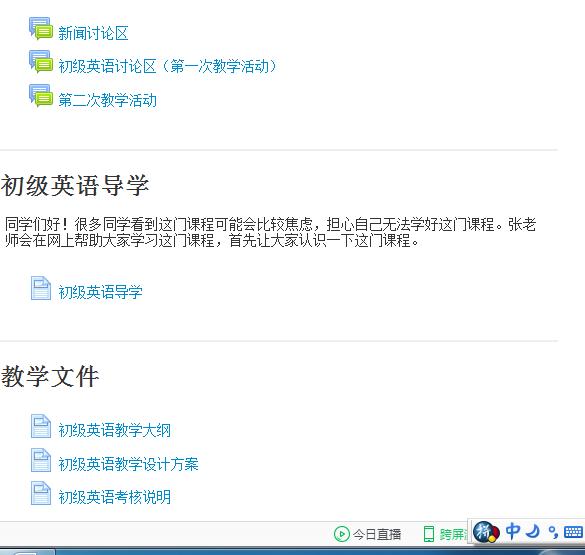 新闻讨论区
初级英语讨论区（第一次教学活动）
第二次教学活动
初级英语导学
同学们好！很多同学看到这门课程可能会比较焦虑，担心自己无法学好这门课程。张老
师会在网上帮助大家学习这门课程，首先让大家认识一下这门课程。
初级英语导学
教学文件
初级英语教学大纲
初级英语教学设计方案
初级英语考核说明
今日直播 跨屏 中